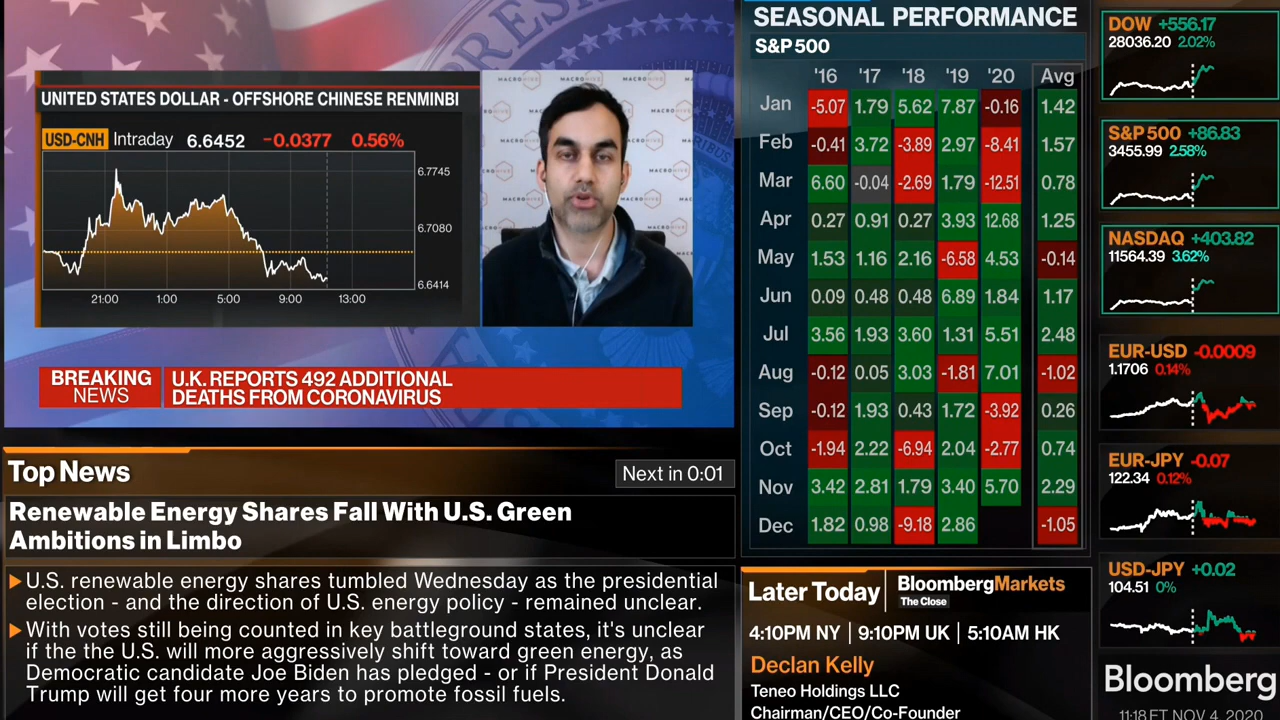 UNITED STATES DOLLAR - OFFSHORE CHINESE RENMINBI
USD-CNH Intraday 6.6452 -0.0377 0.56%
6.7745
6.7080
6.6414
21:00 1:00 5:00 9:00 13:00
MACROHIVE
BREAKING NEWS
U.K. REPORTS 492 ADDITIONAL
DEATHS FROM CORONAVIRUS
Top News
Next in 0:01
Renewable Energy Shares Fall With U.S. Green
Ambitions in Limbo
U.S. renewable energy shares tumbled Wednesday as the presidential
election - and the direction of U.S. energy policy - remained unclear.
With votes still being counted in key battleground states, it's unclear
if the the U.S. will more aggressively shift toward green energy, as
Democratic candidate Joe Biden has pledged - or if President Donald
Trump will get four more years to promote fossil fuels.
SEASONAL PERFORMANCE
S&P 500
'16 '17 '18 '19 '20 Avg
Jan -5.07 1.79 5.62 7.87 -0.16 1.42
Feb -0.41 3.72 -3.89 2.97 -8.41 1.57
Mar 6.60 -0.04 -2.69 1.79 -12.51 0.78
Apr 0.27 0.91 0.27 3.93 12.68 1.25
May 1.53 1.16 2.16 -6.58 4.53 -0.14
Jun 0.09 0.48 0.48 6.89 1.84 1.17
Jul 3.56 1.93 3.60 1.31 5.51 2.48
Aug -0.12 0.05 3.03 -1.81 7.01 -1.02
Sep -0.12 1.93 0.43 1.72 -3.92 0.26
Oct -1.94 2.22 -6.94 2.04 -2.77 0.74
Nov 3.42 2.81 1.79 3.40 5.70 2.29
Dec 1.82 0.98 -9.18 2.86 -1.05
Later Today
BloombergMarkets
The Close
4:10PM NY | 9:10PM UK | 5:10AM HK
Declan Kelly
Teneo Holdings LLC
Chairman/CEO/Co-Founder
DOW +556.17
28036.20 2.02%
S&P 500 +86.83
3455.99 2.58%
NASDAQ +403.82
11564.39 3.62%
EUR-USD -0.0009
1.1706 0.14%
EUR-JPY -0.07
122.34 0.12%
USD-JPY +0.02
104.51 0%
Bloomberg
11:18 ET NOV 4, 2020